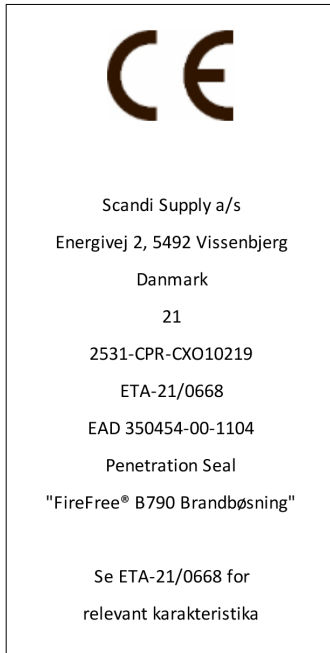 CE
Scandi Supply a/s
Energivej 2, 5492 Vissenbjerg
Danmark
21
2531-CPR-CXO10219
ETA-21/0668
EAD 350454-00-1104
Penetration Seal
"FireFree® B790 Brandbøsning"
Se ETA-21/0668 for
relevant karakteristika